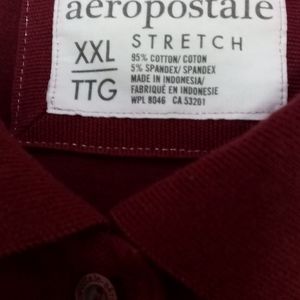 aéropostale
XXL STRETCH
TTG
95% COTTON/ COTON
5% SPANDEX/ SPANDEX
MADE IN INDONESIA/
FABRIQUÉ EN INDONESIE
WPL 8046 CA 53201